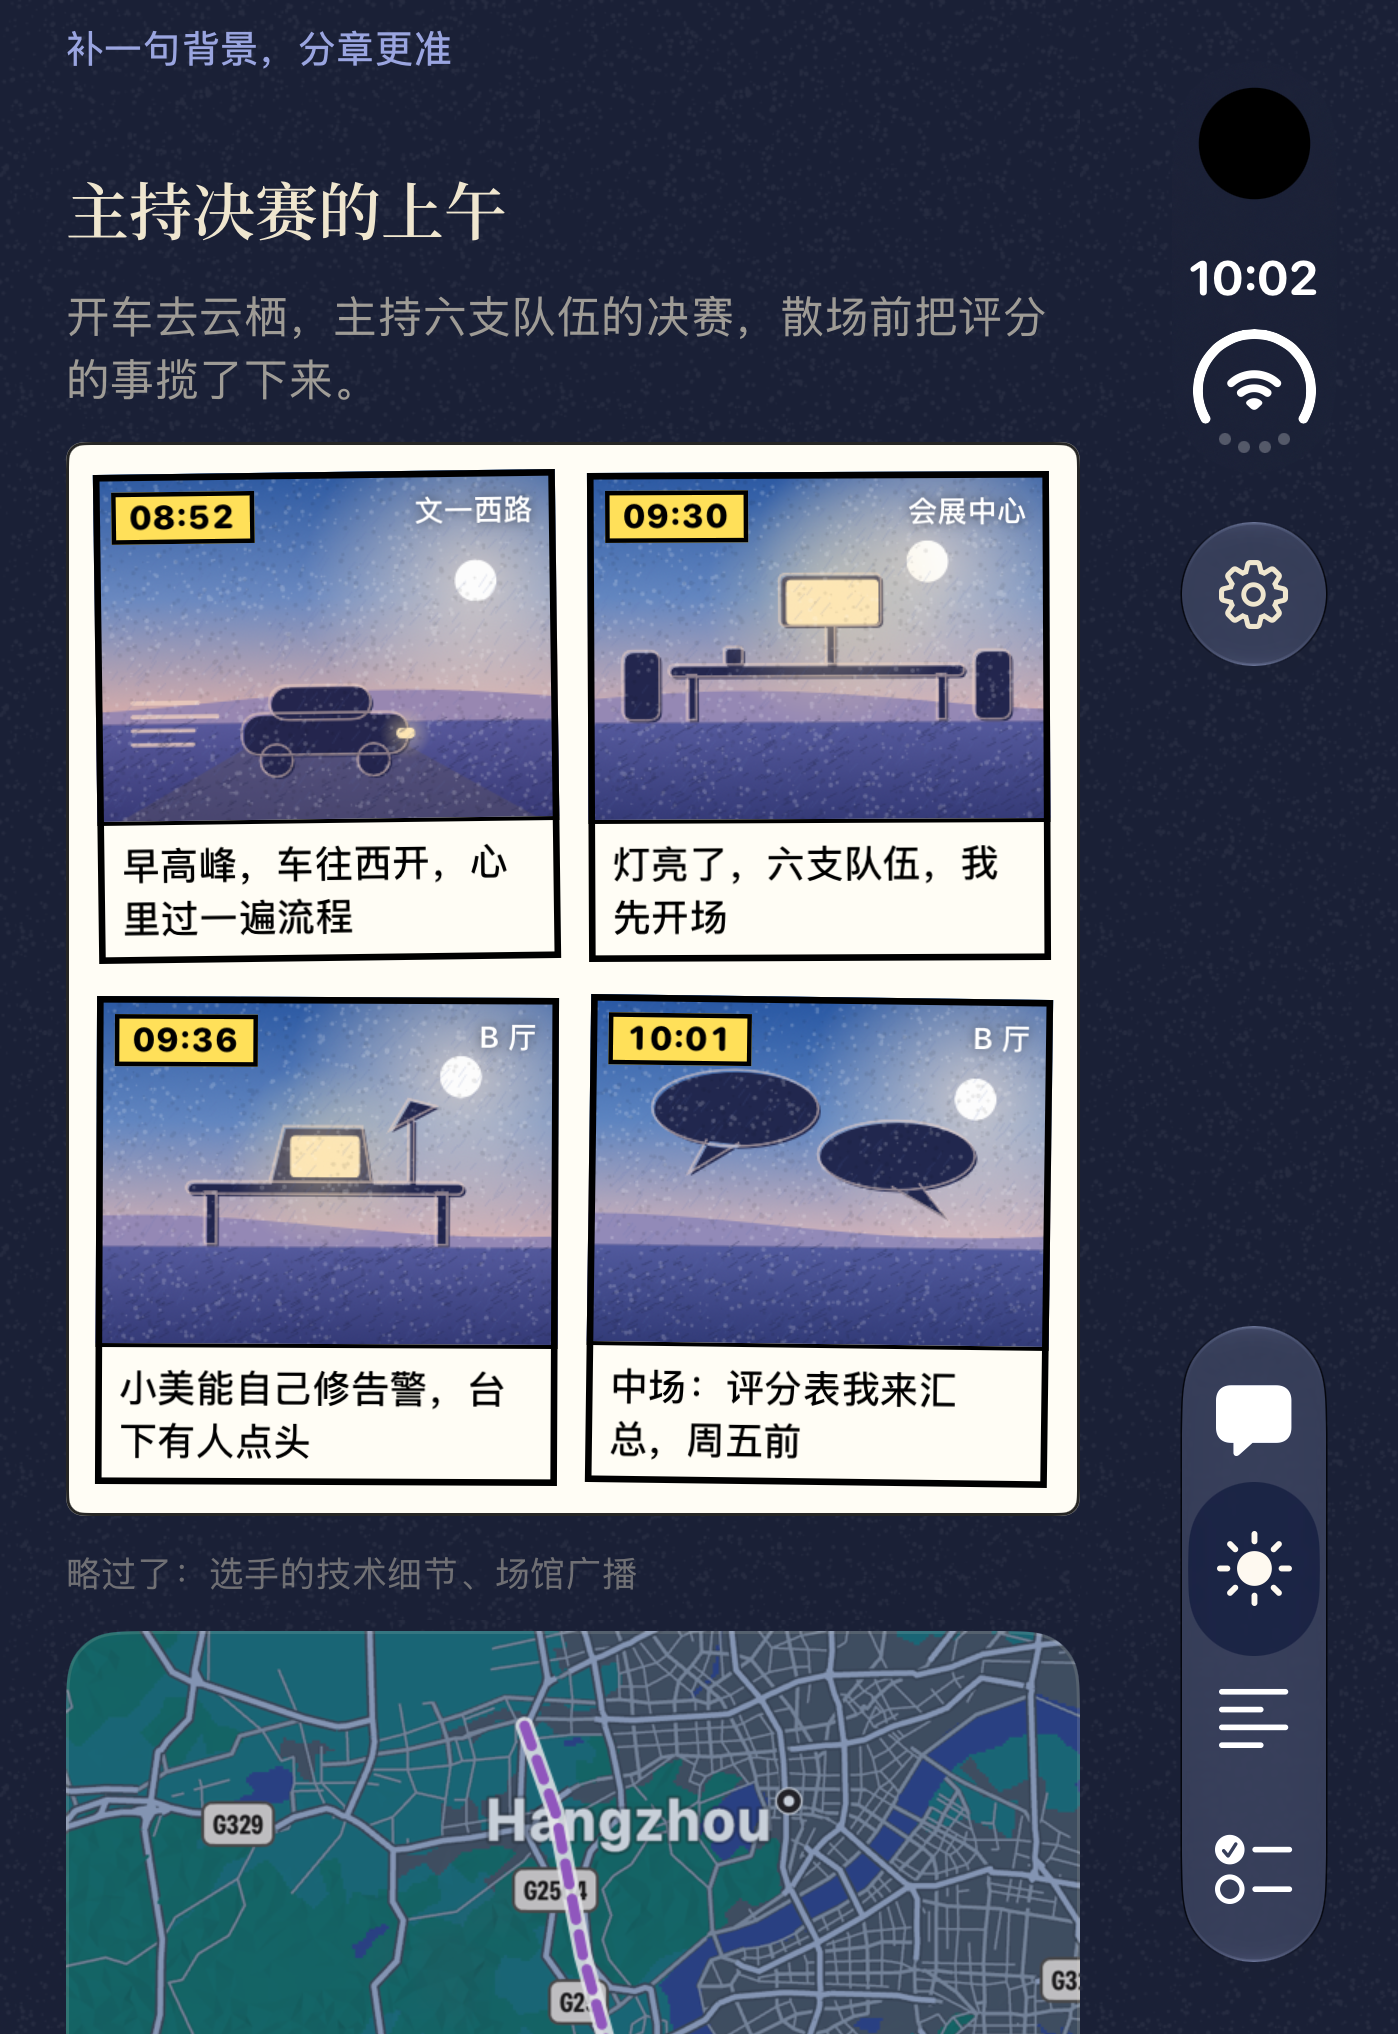 补一句背景，分章更准
10:02
主持决赛的上午
开车去云栖，主持六支队伍的决赛，散场前把评分
的事揽了下来。
08:52
文一西路
早高峰，车往西开，心
里过一遍流程
09:30
会展中心
灯亮了，六支队伍，我
先开场
09:36
B 厅
小美能自己修告警，台
下有人点头
10:01
B 厅
中场：评分表我来汇
总，周五前
略过了：选手的技术细节、场馆广播
Hangzhou
G329